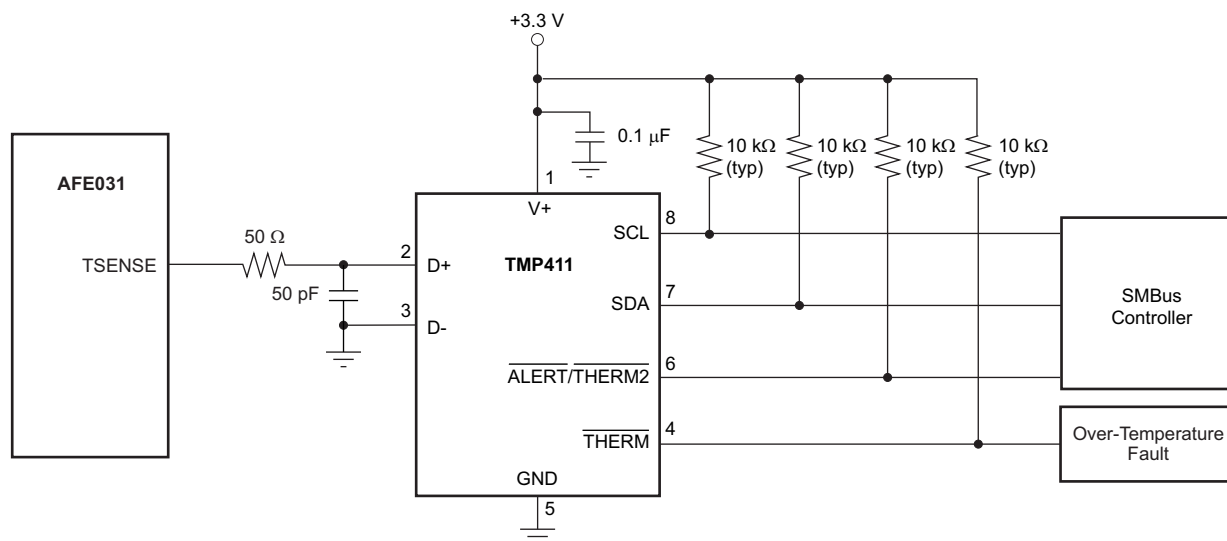 +3.3 V
0.1 μF
10 kΩ
(typ)
10 kΩ
(typ)
10 kΩ
(typ)
10 kΩ
(typ)
AFE031
TSENSE
50 Ω
50 pF
1
V+
2
D+
3
D-
TMP411
SCL
8
SDA
7
ALERT/THERM2
6
THERM
4
GND
5
SMBus
Controller
Over-Temperature
Fault